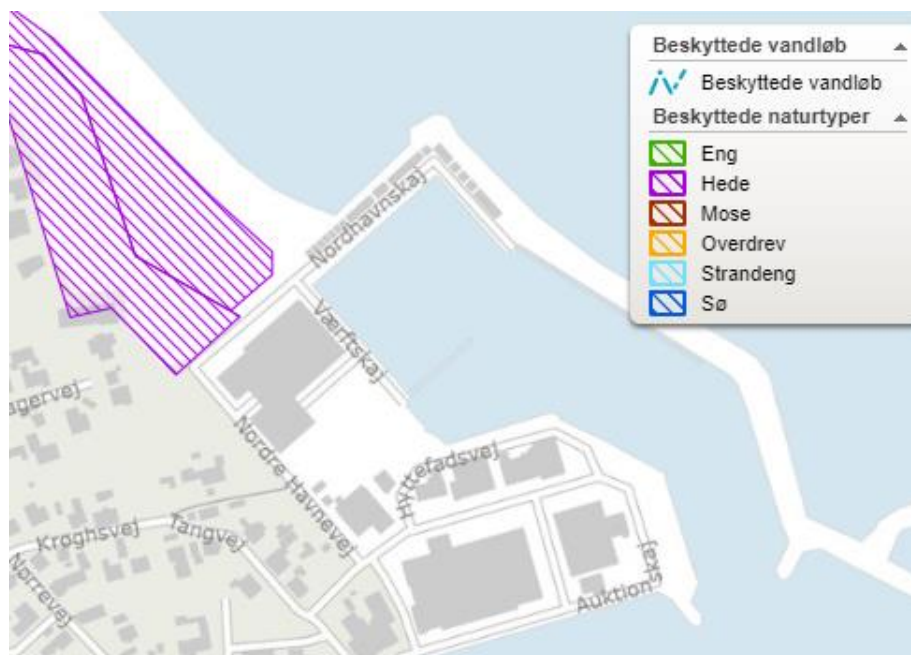 Beskyttede vandløb
Beskyttede vandløb
Beskyttede naturtyper
Eng
Hede
Mose
Overdrev
Strandeng
Sø
Nordhavnskaj
Værftskaj
agervej
Nordre Havnevej
Hyttefadsvej
Kroghsvej
Tangvej
Nørrevej
Auktionskaj